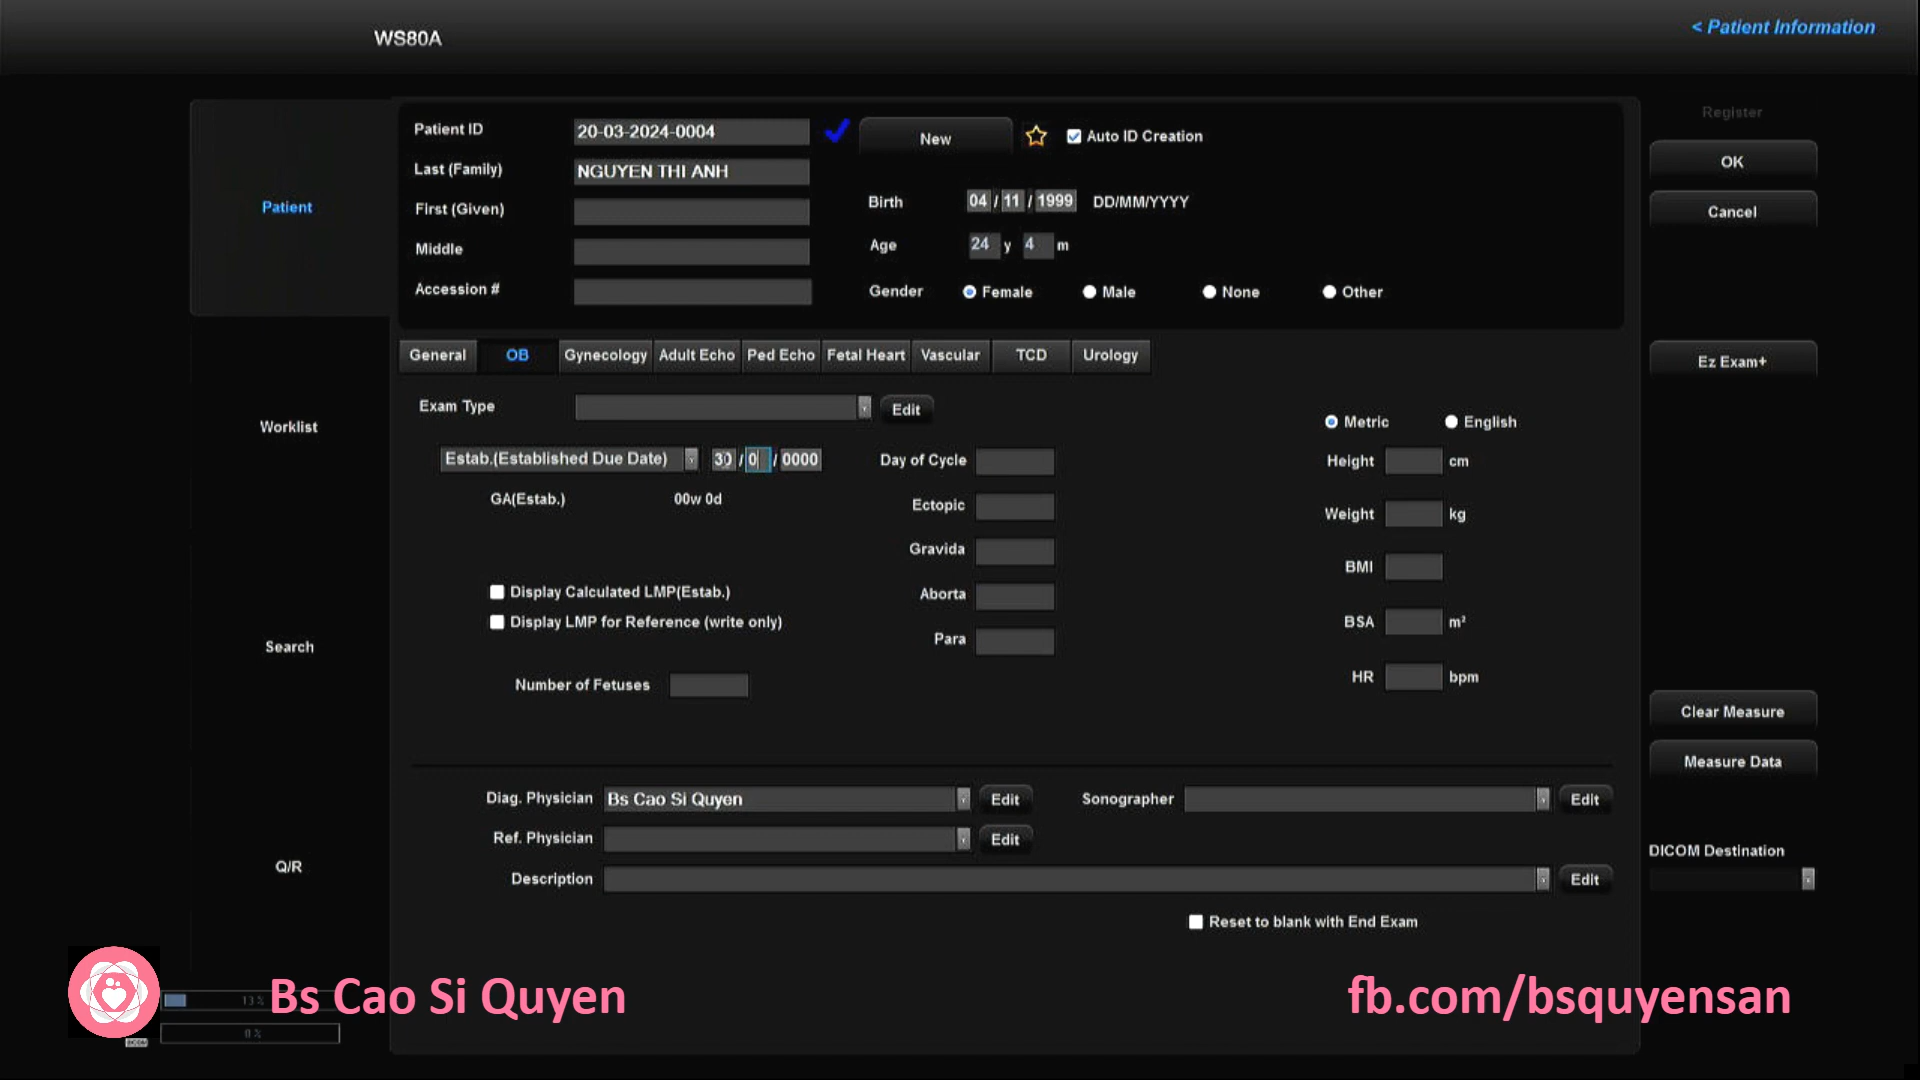 WS80A
< Patient Information
Patient
Worklist
Search
Q/R
Patient ID 20-03-2024-0004 New Auto ID Creation
Last (Family) NGUYEN THI ANH
First (Given)
Middle
Accession #
Birth 04 / 11 / 1999 DD/MM/YYYY
Age 24 y 4 m
Gender Female Male None Other
General OB Gynecology Adult Echo Ped Echo Fetal Heart Vascular TCD Urology
Exam Type Edit
Estab.(Established Due Date) 30 / 0 / 0000
GA(Estab.) 00w 0d
Display Calculated LMP(Estab.)
Display LMP for Reference (write only)
Number of Fetuses
Day of Cycle
Ectopic
Gravida
Aborta
Para
Metric English
Height cm
Weight kg
BMI
BSA m²
HR bpm
Diag. Physician Bs Cao Si Quyen Edit Sonographer Edit
Ref. Physician Edit
Description Edit
Reset to blank with End Exam
Register
OK
Cancel
Ez Exam+
Clear Measure
Measure Data
DICOM Destination
13 %
0 %
Bs Cao Si Quyen
fb.com/bsquyensan